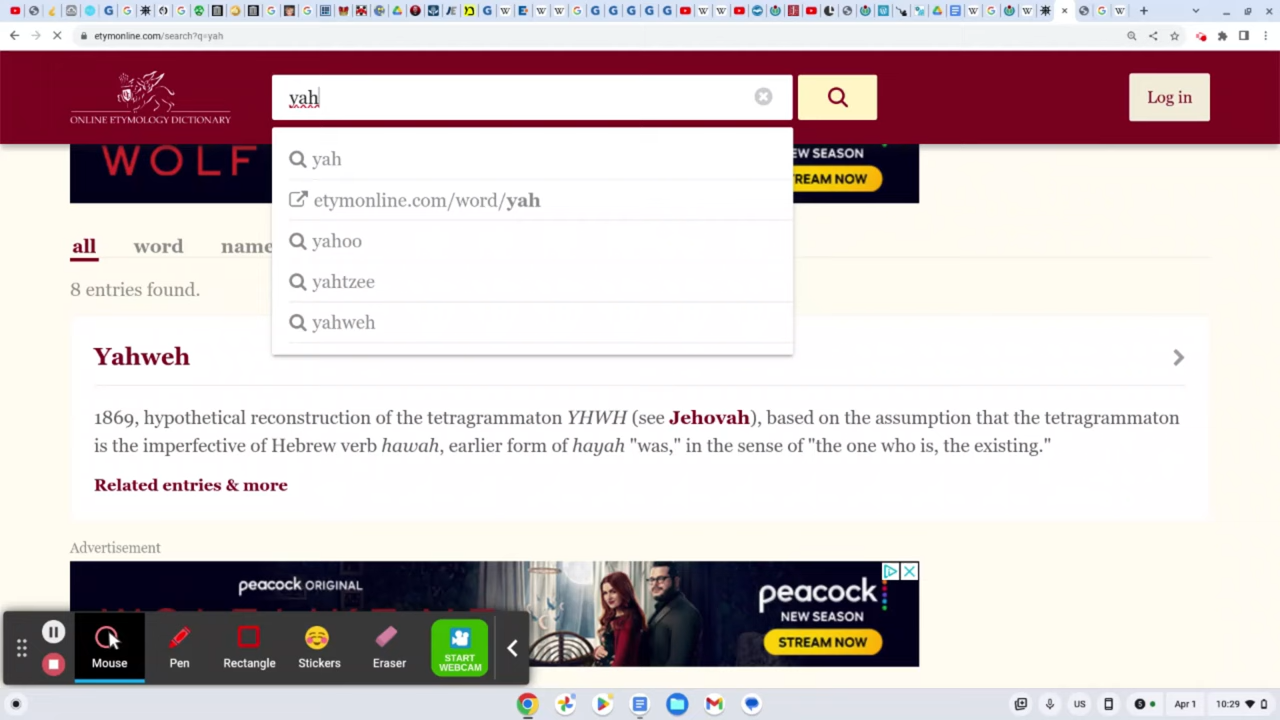 etymonline.com/search?q=yah
ONLINE ETYMOLOGY DICTIONARY
yah
Log in
yah
etymonline.com/word/yah
yahoo
yahtzee
yahweh
WOLF
EW SEASON
REAM NOW
all word name
8 entries found.
Yahweh
1869, hypothetical reconstruction of the tetragrammaton YHWH (see Jehovah), based on the assumption that the tetragrammaton
is the imperfective of Hebrew verb hawah, earlier form of hayah "was," in the sense of "the one who is, the existing."
Related entries & more
Advertisement
peacock ORIGINAL
peacock
NEW SEASON
STREAM NOW
Mouse
Pen
Rectangle
Stickers
Eraser
START
WEBCAM
US
Apr 1
10:29